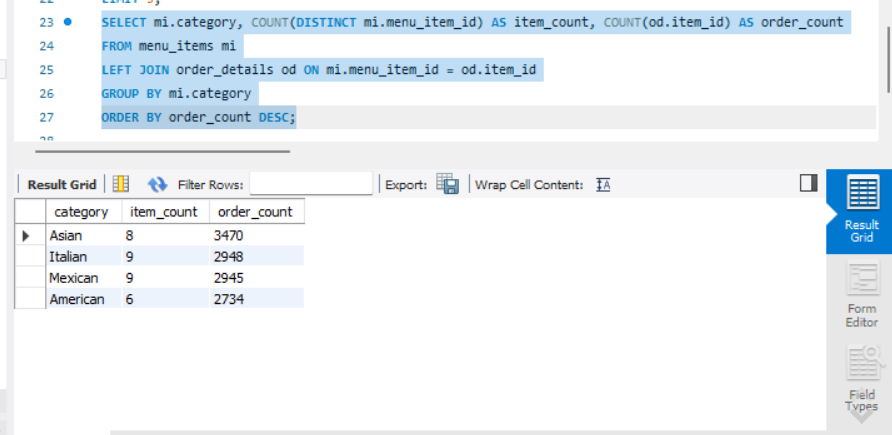 22
23 SELECT mi.category, COUNT(DISTINCT mi.menu_item_id) AS item_count, COUNT(od.item_id) AS order_count
24 FROM menu_items mi
25 LEFT JOIN order_details od ON mi.menu_item_id = od.item_id
26 GROUP BY mi.category
27 ORDER BY order_count DESC;
28
Result Grid Filter Rows: Export: Wrap Cell Content: IA
category item_count order_count
Asian 8 3470
Italian 9 2948
Mexican 9 2945
American 6 2734
Result
Grid
Form
Editor
Field
Types